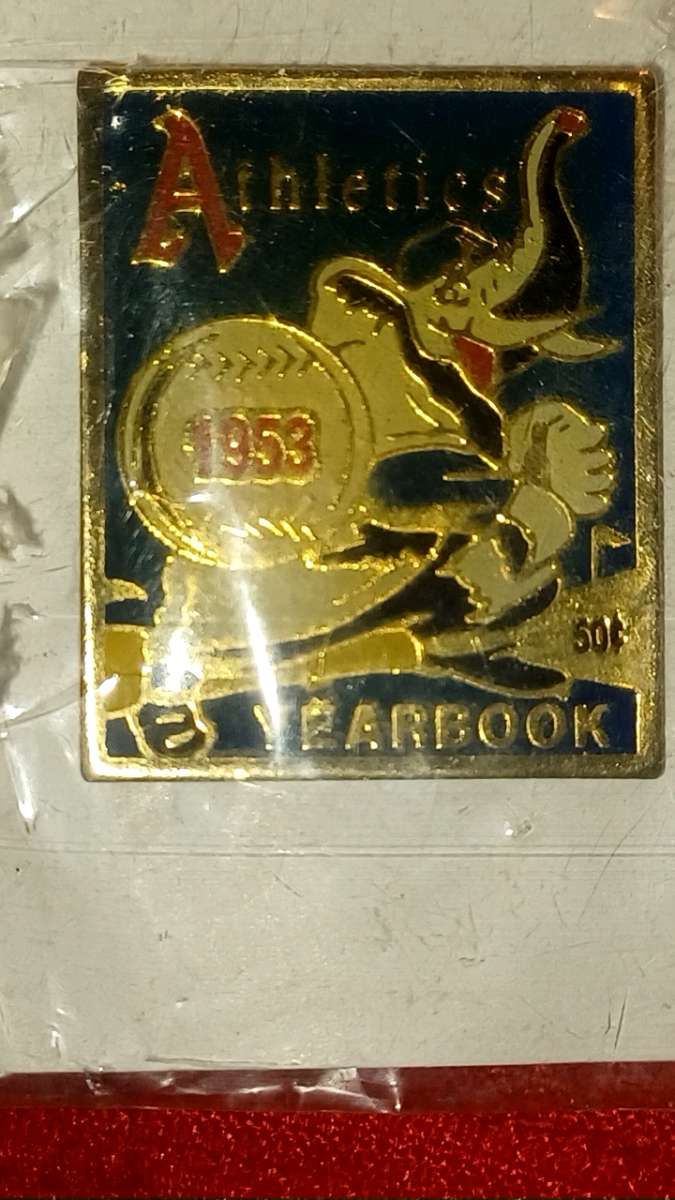 Athletics
1953
50¢
YEARBOOK